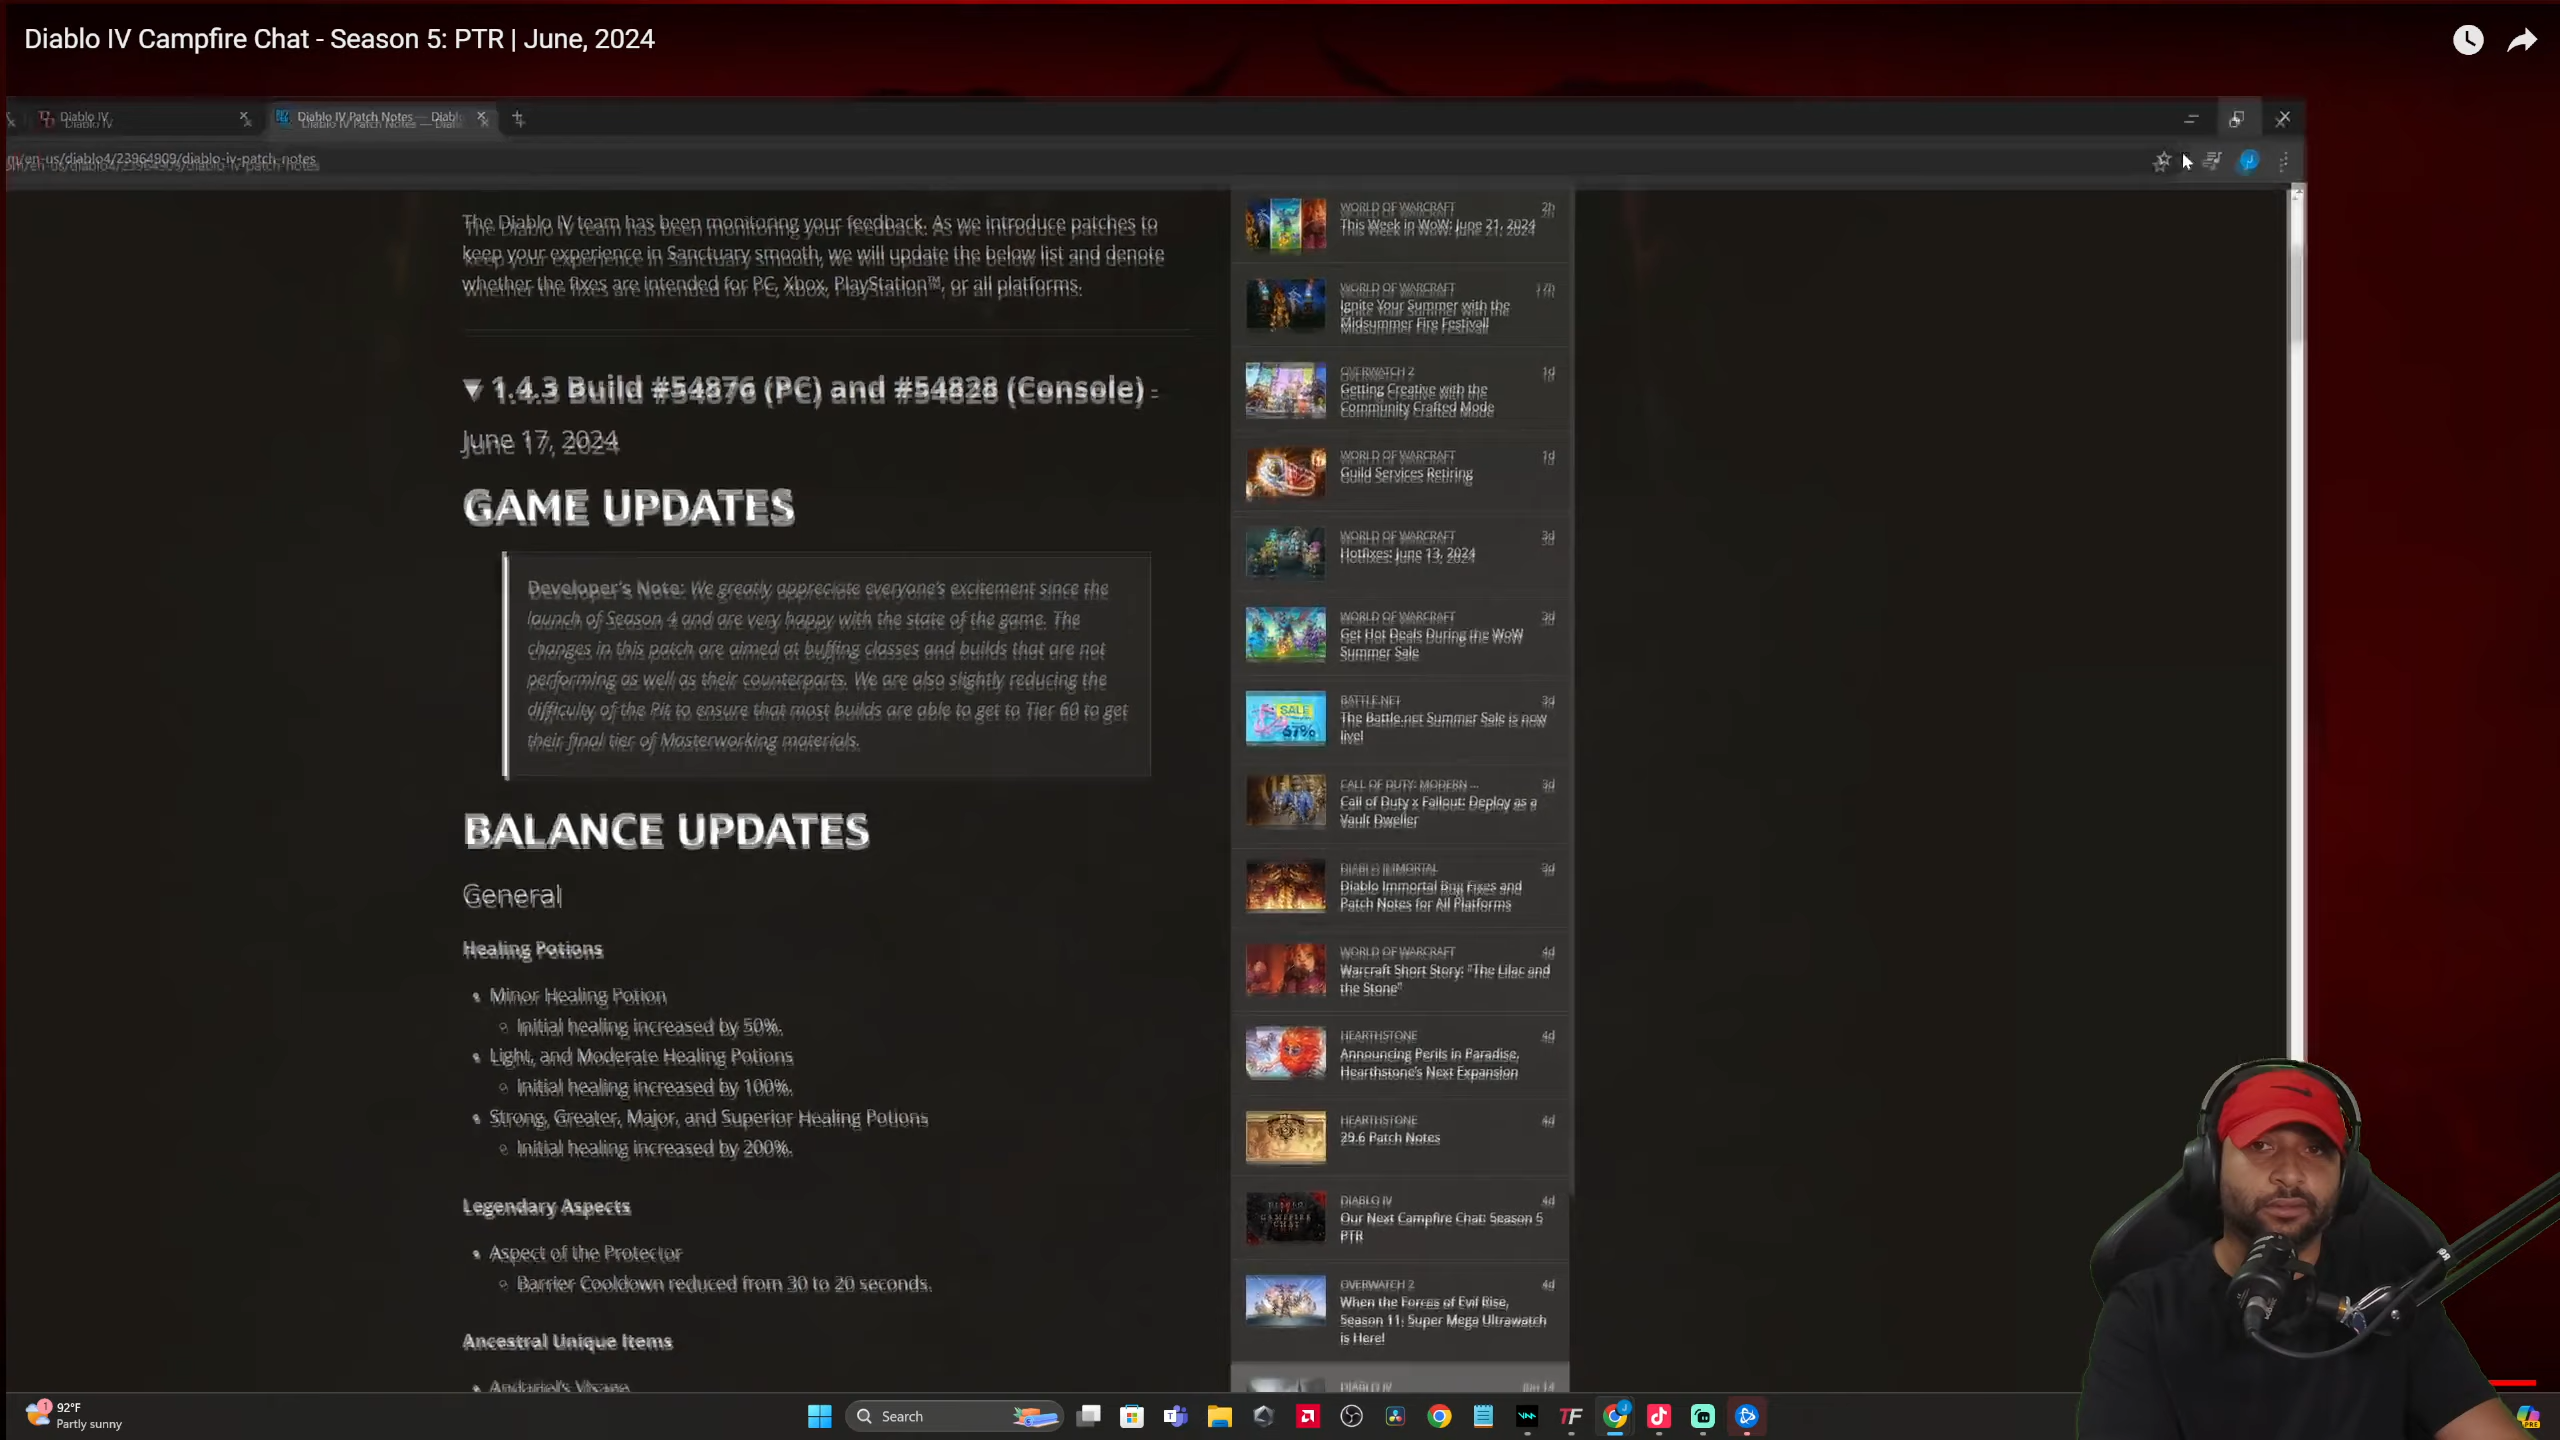 Diablo IV Campfire Chat - Season 5: PTR | June, 2024
Diablo IV
Diablo IV Patch Notes — Diabl
m/en-us/diablo4/23964909/diablo-iv-patch-notes
The Diablo IV team has been monitoring your feedback. As we introduce patches to
keep your experience in Sanctuary smooth, we will update the below list and denote
whether the fixes are intended for PC, Xbox, PlayStation™, or all platforms.
▼ 1.4.3 Build #54876 (PC) and #54828 (Console) -
June 17, 2024
GAME UPDATES
Developer's Note: We greatly appreciate everyone's excitement since the
launch of Season 4 and are very happy with the state of the game. The
changes in this patch are aimed at buffing classes and builds that are not
performing as well as their counterparts. We are also slightly reducing the
difficulty of the Pit to ensure that most builds are able to get to Tier 60 to get
their final tier of Masterworking materials.
BALANCE UPDATES
General
Healing Potions
• Minor Healing Potion
◦ Initial healing increased by 50%.
• Light, and Moderate Healing Potions
◦ Initial healing increased by 100%.
• Strong, Greater, Major, and Superior Healing Potions
◦ Initial healing increased by 200%.
Legendary Aspects
• Aspect of the Protector
◦ Barrier Cooldown reduced from 30 to 20 seconds.
Ancestral Unique Items
• Andariel's Visage
WORLD OF WARCRAFT 2h
This Week in WoW: June 21, 2024
WORLD OF WARCRAFT 17h
Ignite Your Summer with the
Midsummer Fire Festival!
OVERWATCH 2 1d
Getting Creative with the
Community Crafted Mode
WORLD OF WARCRAFT 1d
Guild Services Retiring
WORLD OF WARCRAFT 3d
Hotfixes: June 13, 2024
WORLD OF WARCRAFT 3d
Get Hot Deals During the WoW
Summer Sale
BATTLE.NET 3d
SALE
67%
The Battle.net Summer Sale is now
live!
CALL OF DUTY: MODERN ... 3d
Call of Duty x Fallout: Deploy as a
Vault Dweller
DIABLO IMMORTAL 3d
Diablo Immortal Bug Fixes and
Patch Notes for All Platforms
WORLD OF WARCRAFT 4d
Warcraft Short Story: "The Lilac and
the Stone"
HEARTHSTONE 4d
Announcing Perils in Paradise,
Hearthstone's Next Expansion
HEARTHSTONE 4d
29.6 Patch Notes
DIABLO IV 4d
Our Next Campfire Chat: Season 5
PTR
OVERWATCH 2 4d
When the Forces of Evil Rise,
Season 11: Super Mega Ultrawatch
is Here!
DIABLO IV Jun 14
1
92°F
Partly sunny
Search
TF
J
PRE